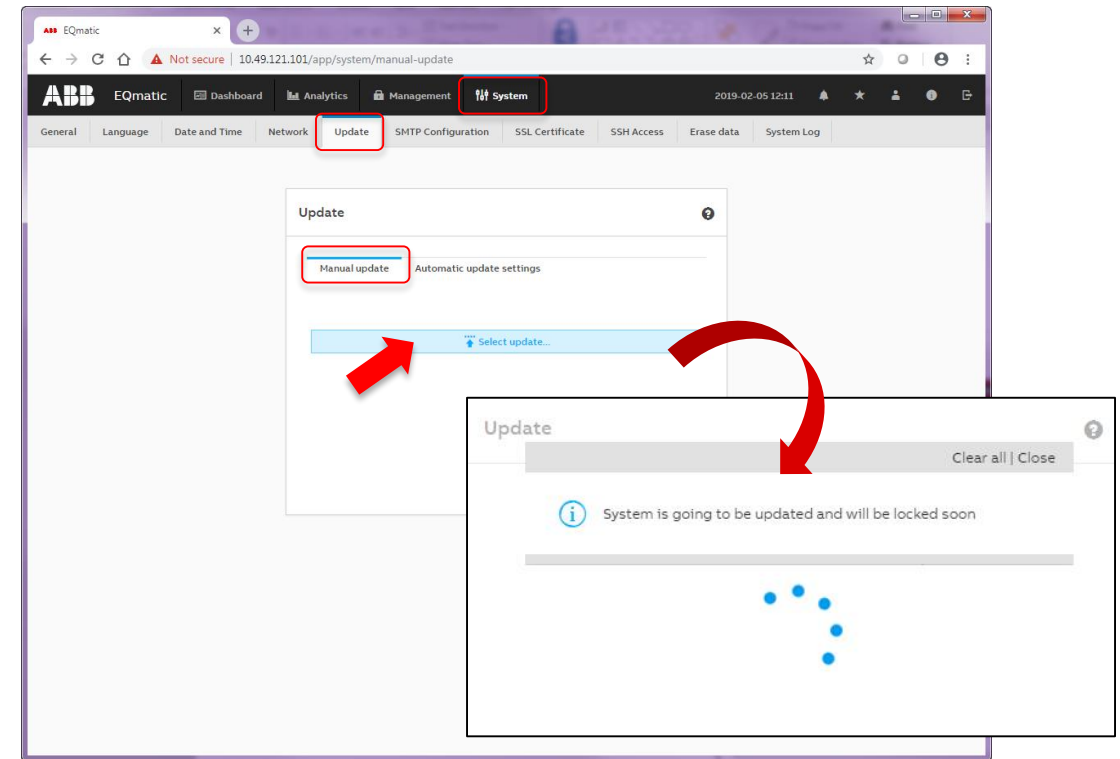 ABB EQmatic
Not secure | 10.49.121.101/app/system/manual-update
ABB EQmatic Dashboard Analytics Management System 2019-02-05 12:11
General Language Date and Time Network Update SMTP Configuration SSL Certificate SSH Access Erase data System Log
Update
Manual update Automatic update settings
Select update...
Update
Clear all | Close
System is going to be updated and will be locked soon